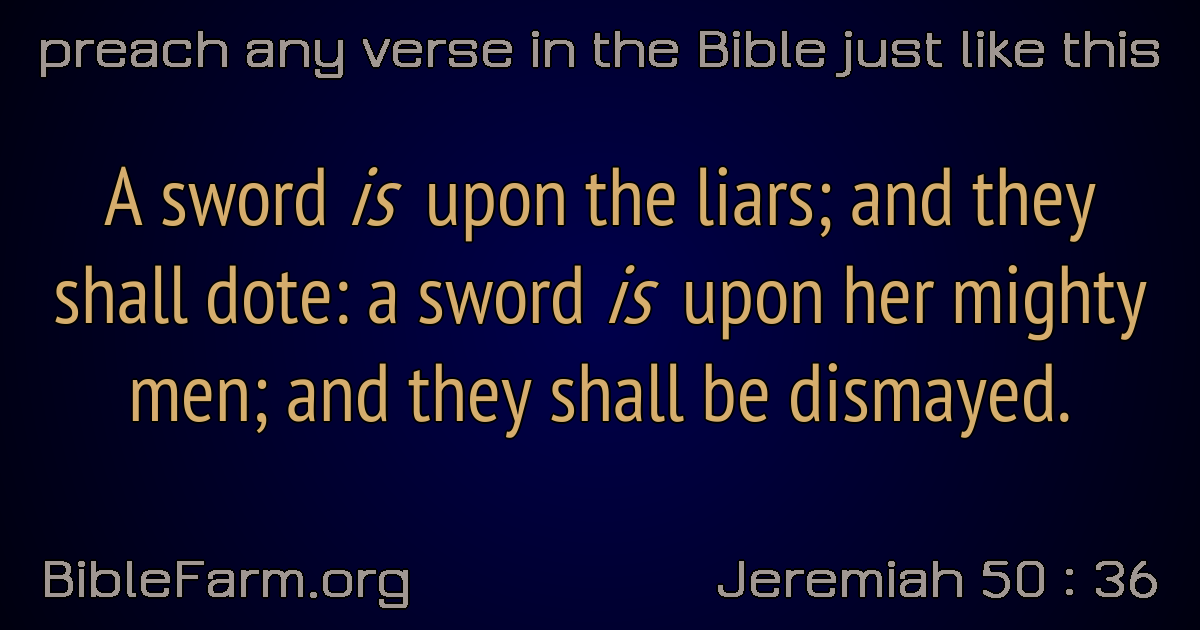 preach any verse in the Bible just like this
A sword is upon the liars; and they
shall dote: a sword is upon her mighty
men; and they shall be dismayed.
BibleFarm.org
Jeremiah 50 : 36